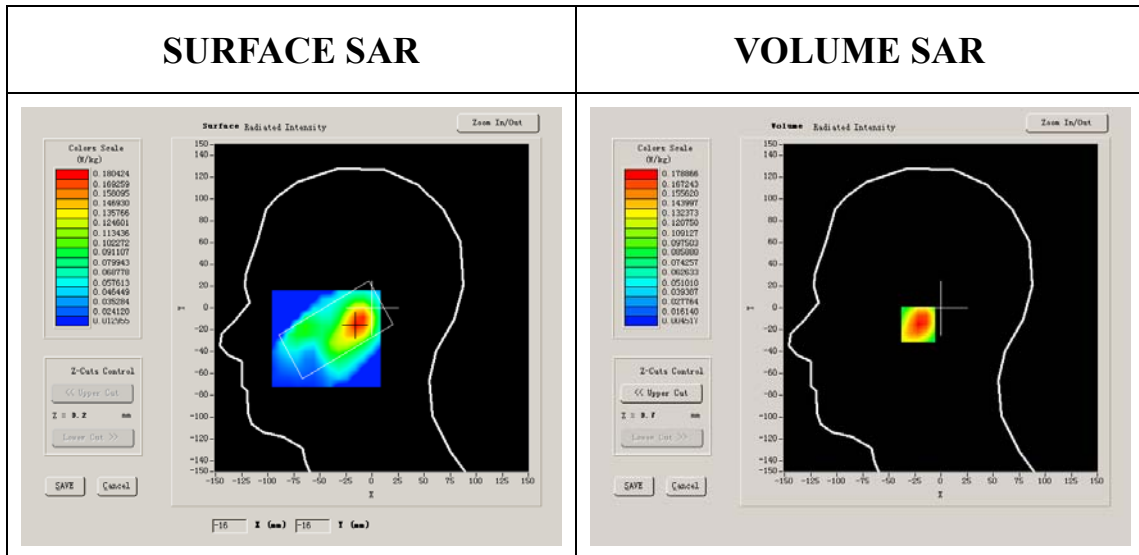 SURFACE SAR
VOLUME SAR
Surface Radiated Intensity
Zoom In/Out
Colors Scale
(W/kg)
0.180424
0.169259
0.158095
0.146930
0.135766
0.124601
0.113436
0.102272
0.091107
0.079943
0.068778
0.057613
0.046449
0.035284
0.024120
0.012955
150
140
120
100
80
60
40
20
0
-20
-40
-60
-80
-100
-120
-140
-150
Y
-150 -125 -100 -75 -50 -25 0 25 50 75 100 125 150
X
Z-Cuts Control
<< Upper Cut
Lower Cut >>
SAVE Cancel
-16 X (mm) -16 Y (mm)
Volume Radiated Intensity
Zoom In/Out
Colors Scale
(W/kg)
0.178866
0.167243
0.155620
0.143997
0.132373
0.120750
0.109127
0.097503
0.085880
0.074257
0.062633
0.051010
0.039387
0.027764
0.016140
0.004517
150
140
120
100
80
60
40
20
0
-20
-40
-60
-80
-100
-120
-140
-150
Y
-150 -125 -100 -75 -50 -25 0 25 50 75 100 125 150
X
Z-Cuts Control
<< Upper Cut
Lower Cut >>
SAVE Cancel